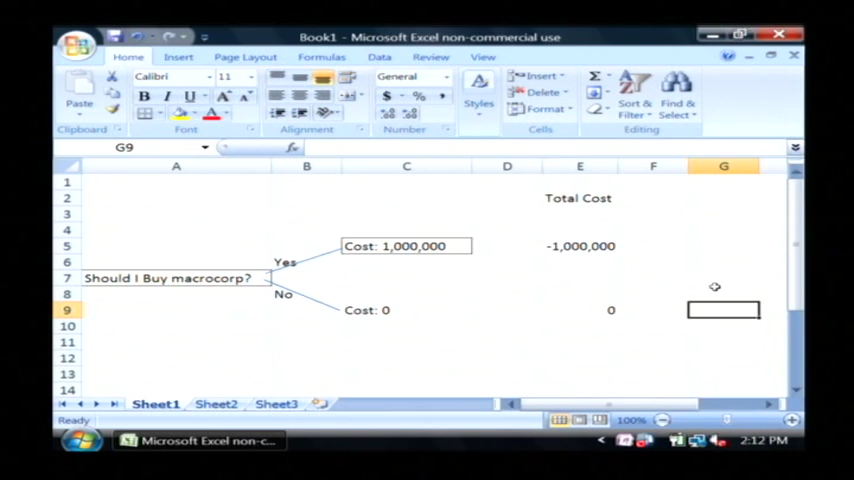 Book1 - Microsoft Excel non-commercial use
Home Insert Page Layout Formulas Data Review View
Calibri 11 General Insert Σ
Paste B I U A A $ % , Styles Delete Sort & Find &
A Format Filter Select
Clipboard Font Alignment Number Cells Editing
G9 fx
A B C D E F G
1
2 Total Cost
3
4
5 Cost: 1,000,000 -1,000,000
6 Yes
7 Should I Buy macrocorp?
8 No
9 Cost: 0 0
10
11
12
13
14
Sheet1 Sheet2 Sheet3
Ready 100%
Microsoft Excel non-c... 2:12 PM